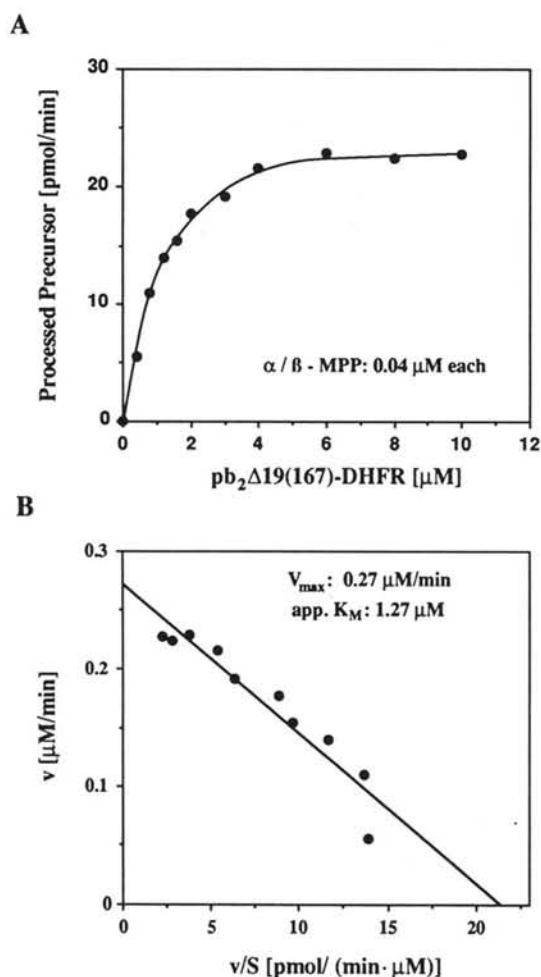 A
30
20
10
0
Processed Precursor [pmol/min]
α / ß - MPP: 0.04 µM each
0 2 4 6 8 10 12
pb₂Δ19(167)-DHFR [µM]
B
0.3
0.2
0.1
0
v [µM/min]
Vmax: 0.27 µM/min
app. KM: 1.27 µM
0 5 10 15 20
v/S [pmol/ (min· µM)]